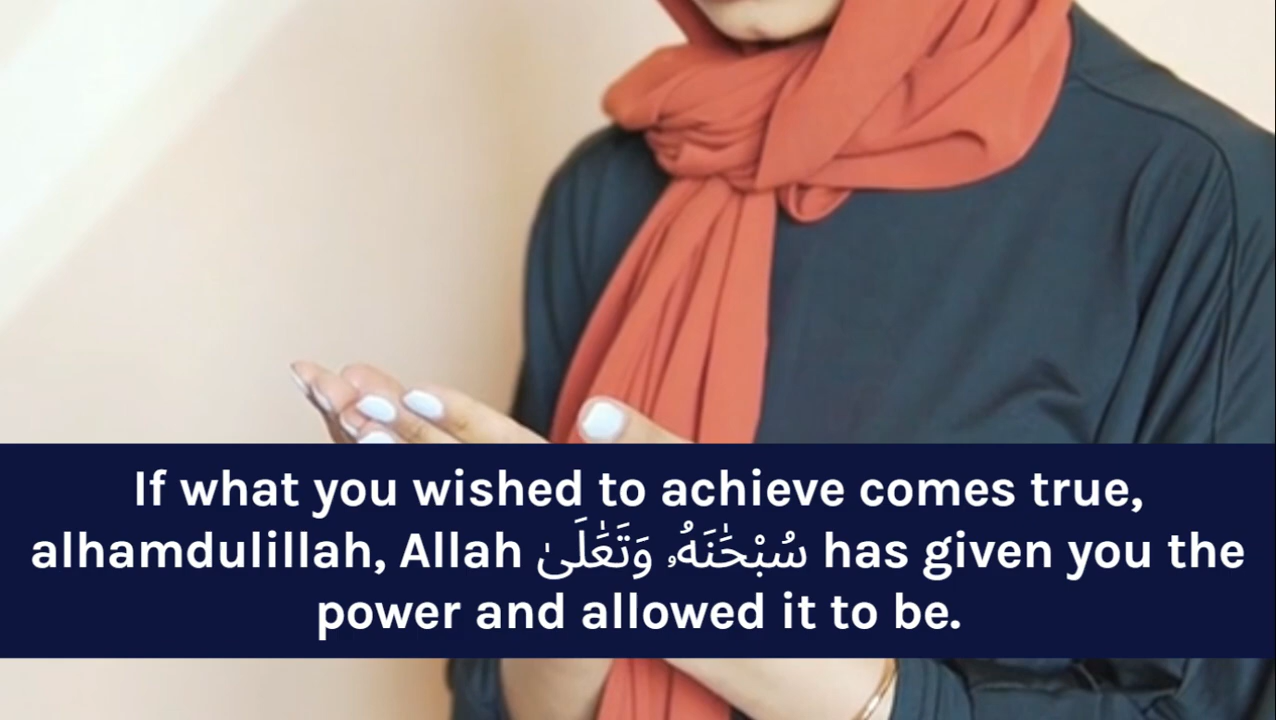 If what you wished to achieve comes true,
alhamdulillah, Allah سُبْحَٰنَهُۥ وَتَعَٰلَىٰ has given you the
power and allowed it to be.